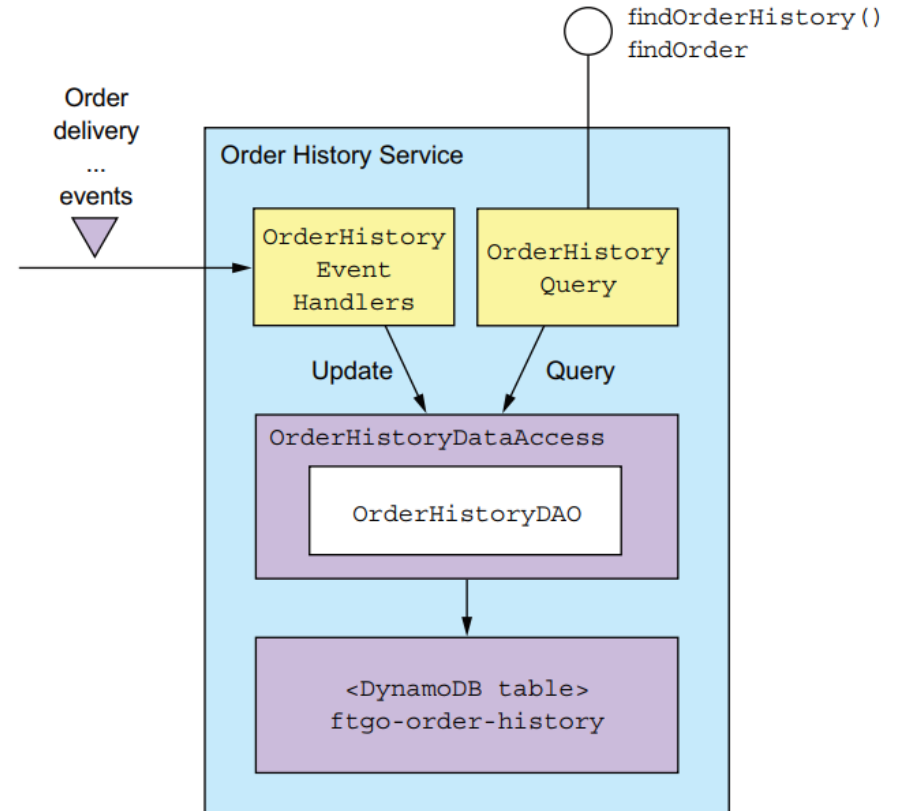 findOrderHistory()
findOrder
Order
delivery
...
events
Order History Service
OrderHistory
Event
Handlers
OrderHistory
Query
Update
Query
OrderHistoryDataAccess
OrderHistoryDAO
<DynamoDB table>
ftgo-order-history